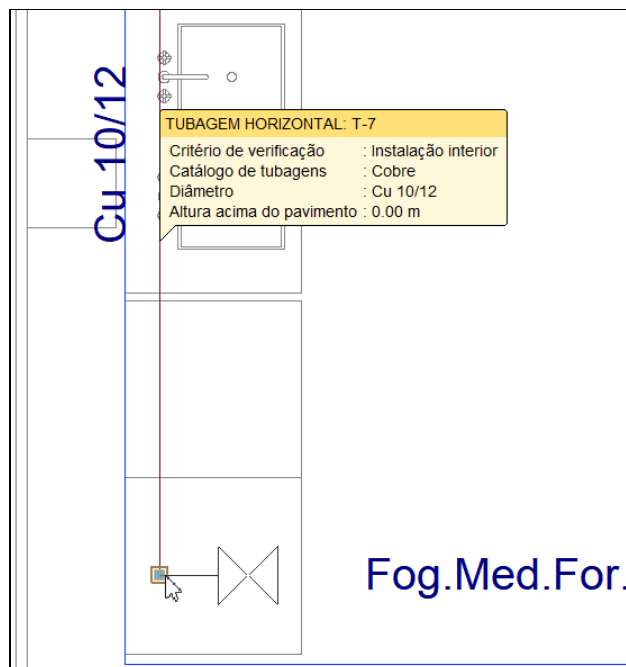 Cu 10/12
TUBAGEM HORIZONTAL: T-7
Critério de verificação : Instalação interior
Catálogo de tubagens : Cobre
Diâmetro : Cu 10/12
Altura acima do pavimento : 0.00 m
Fog.Med.For.